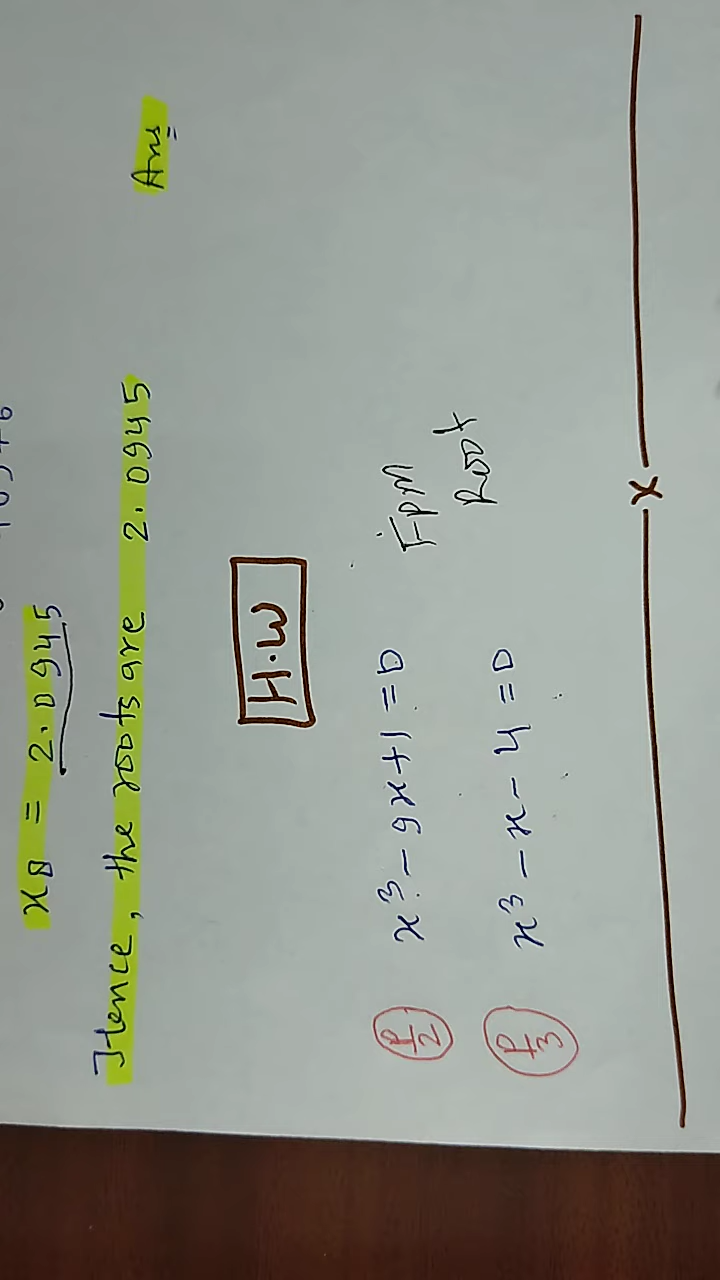 x8 = 2.0945
Hence, the roots are 2.0945 Ans
H.W
P2 x³ - 9x + 1 = 0 FPM
P3 x³ - x - 4 = 0 Root
x